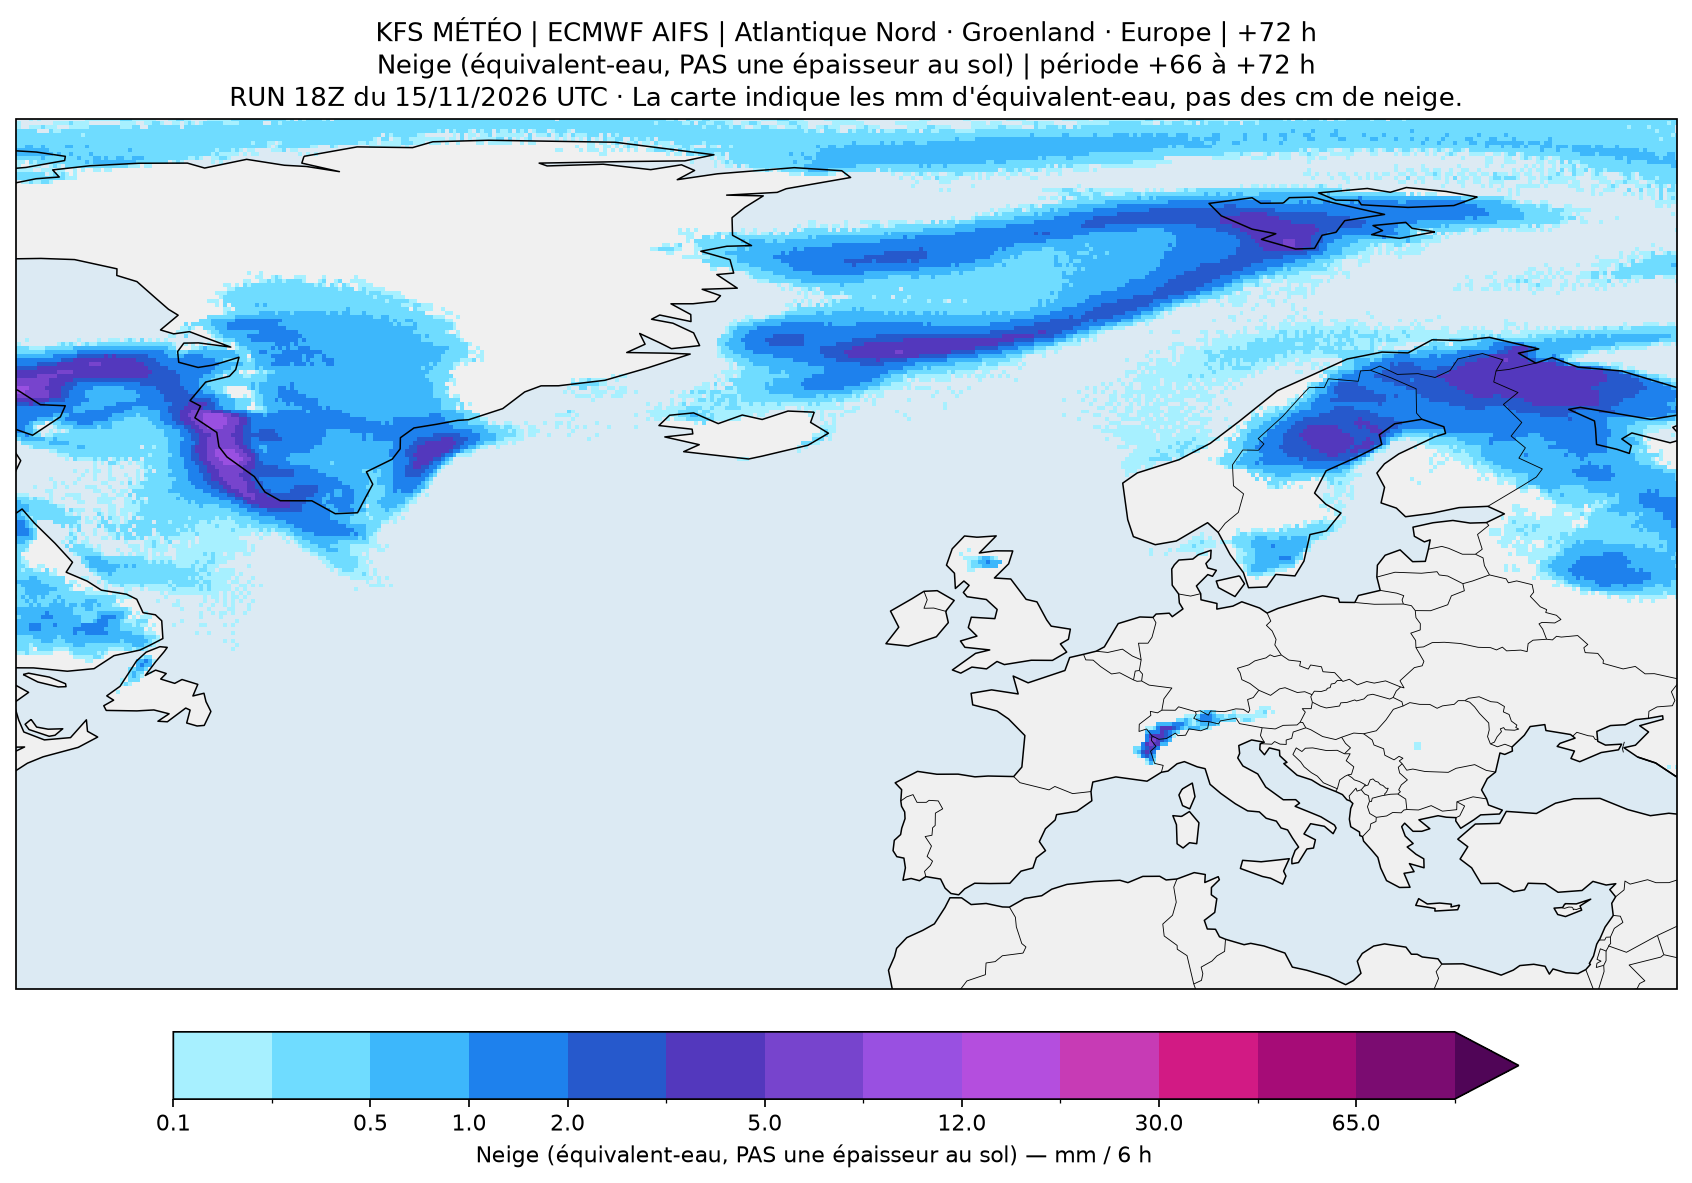 KFS MÉTÉO | ECMWF AIFS | Atlantique Nord · Groenland · Europe | +72 h
Neige (équivalent-eau, PAS une épaisseur au sol) | période +66 à +72 h
RUN 18Z du 15/11/2026 UTC · La carte indique les mm d'équivalent-eau, pas des cm de neige.
0.1 0.5 1.0 2.0 5.0 12.0 30.0 65.0
Neige (équivalent-eau, PAS une épaisseur au sol) — mm / 6 h